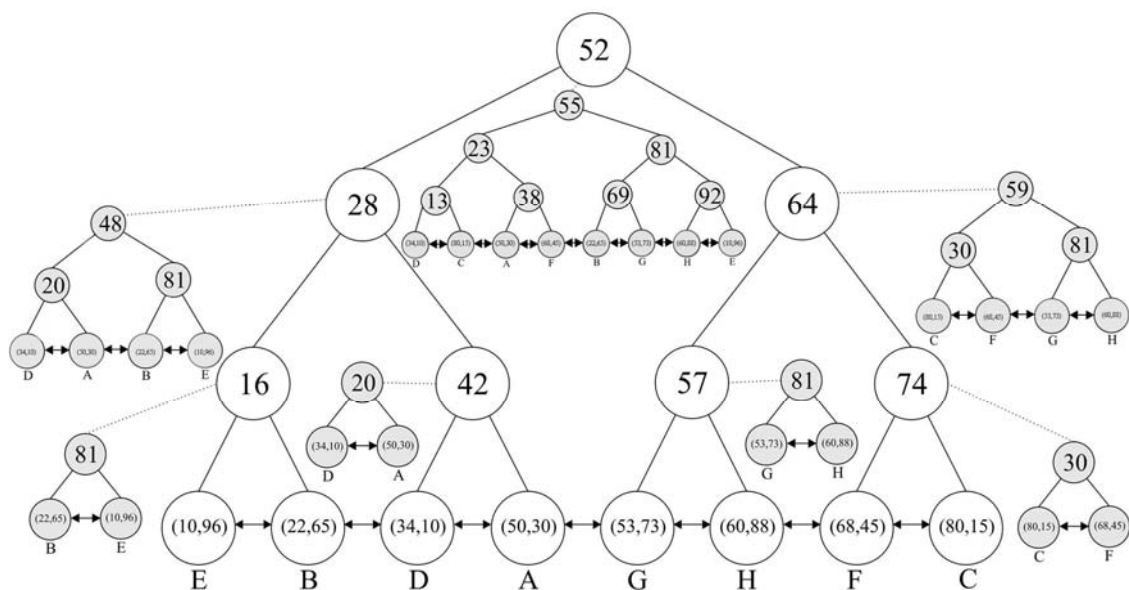 52
55
23 81
13 38 69 92
(34,10) (80,15) (50,30) (68,45) (22,65) (53,73) (60,88) (10,96)
D C A F B G H E
28 64
48
20 81
(34,10) (50,30) (22,65) (10,96)
D A B E
59
30 81
(80,15) (68,45) (53,73) (60,88)
C F G H
16 42 57 74
81
(22,65) (10,96)
B E
20
(34,10) (50,30)
D A
81
(53,73) (60,88)
G H
30
(80,15) (68,45)
C F
(10,96) (22,65) (34,10) (50,30) (53,73) (60,88) (68,45) (80,15)
E B D A G H F C